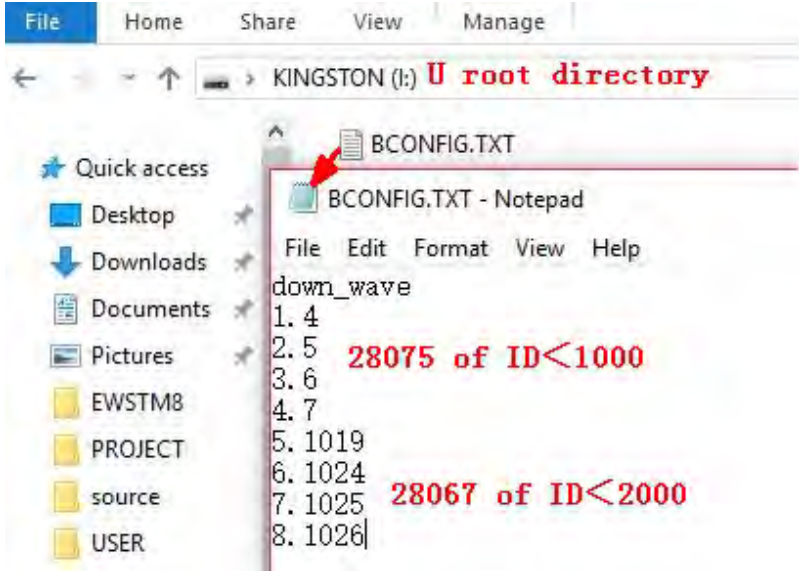 File Home Share View Manage
KINGSTON (I:) U root directory
BCONFIG.TXT
Quick access
Desktop
Downloads
Documents
Pictures
EWSTM8
PROJECT
source
USER
BCONFIG.TXT - Notepad
File Edit Format View Help
down_wave
1. 4
2. 5
3. 6
4. 7
28075 of ID＜1000
5. 1019
6. 1024
7. 1025
8. 1026
28067 of ID＜2000